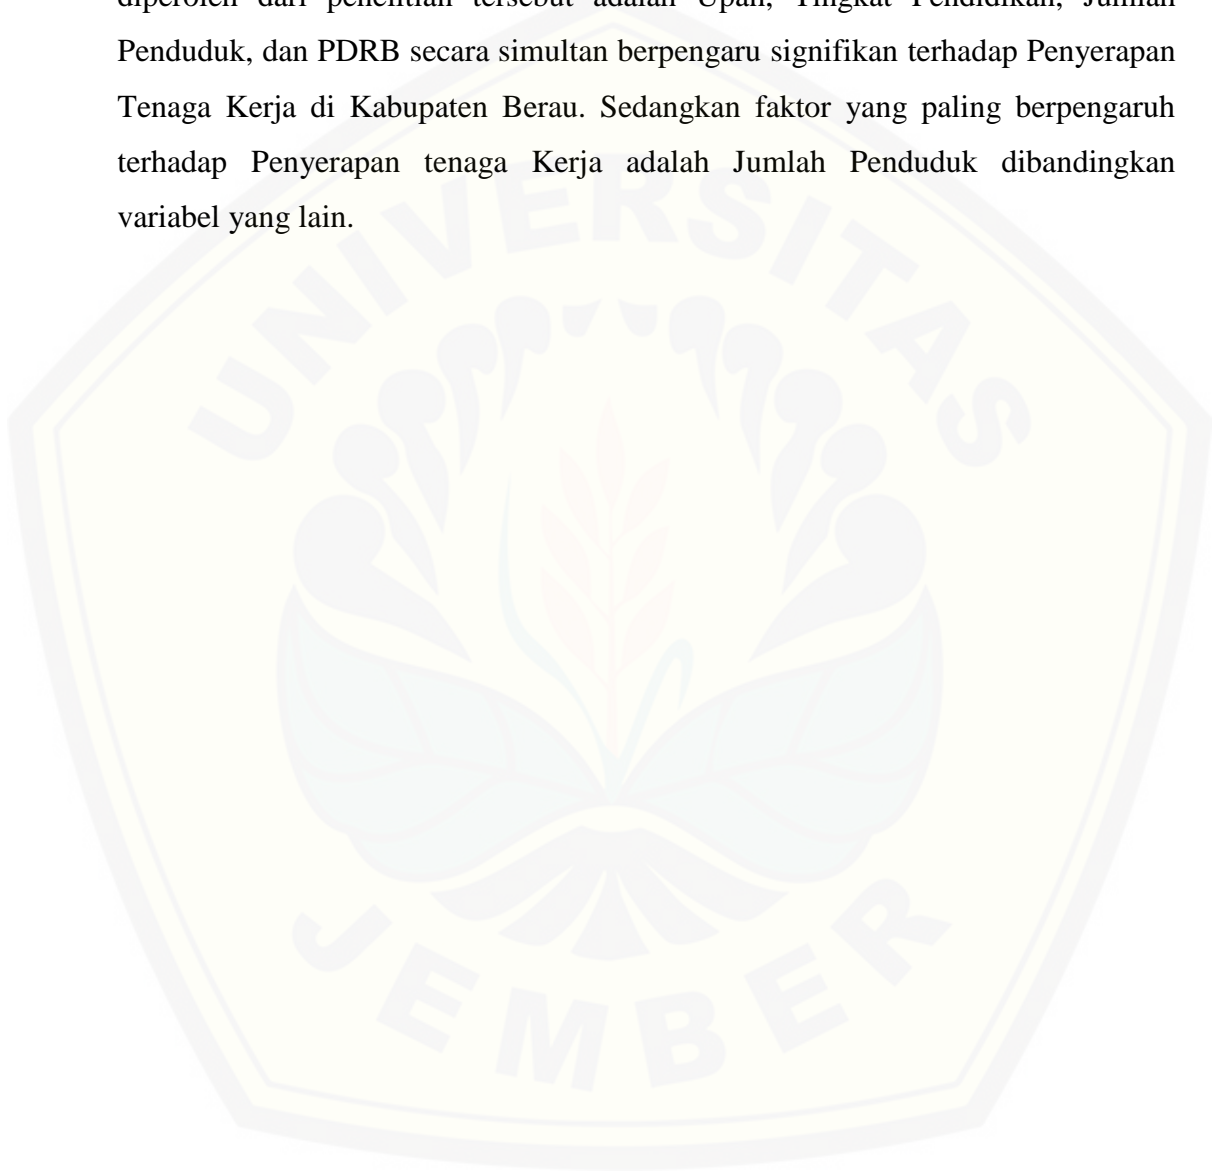 diperoleh dari penelitian tersebut adalah Upah, Tingkat Pendidikan, Jumlah
Penduduk, dan PDRB secara simultan berpengaru signifikan terhadap Penyerapan
Tenaga Kerja di Kabupaten Berau. Sedangkan faktor yang paling berpengaruh
terhadap Penyerapan tenaga Kerja adalah Jumlah Penduduk dibandingkan
variabel yang lain.
UNIVERSITAS
JEMBER